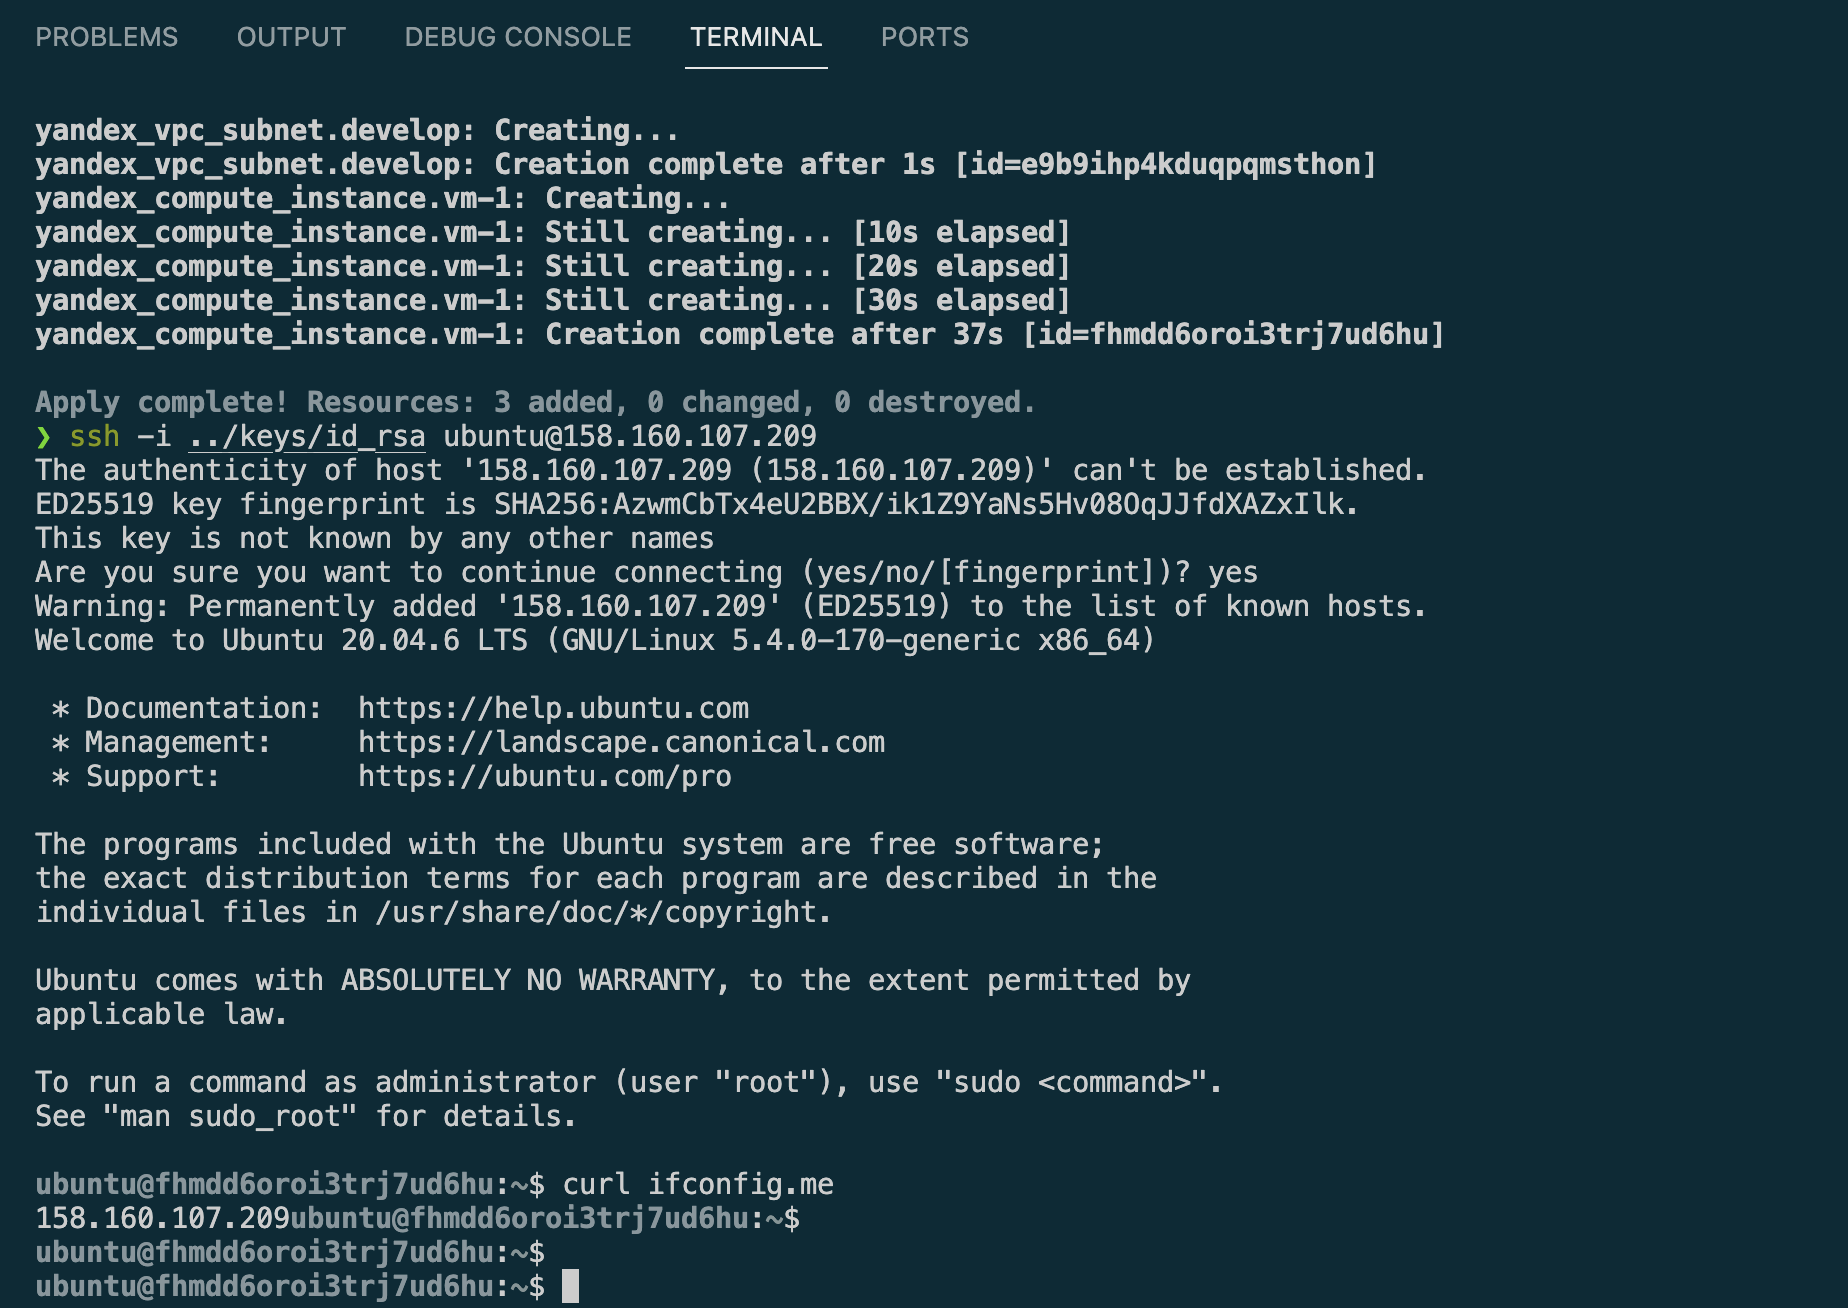 PROBLEMS OUTPUT DEBUG CONSOLE TERMINAL PORTS
yandex_vpc_subnet.develop: Creating...
yandex_vpc_subnet.develop: Creation complete after 1s [id=e9b9ihp4kduqpqmsthon]
yandex_compute_instance.vm-1: Creating...
yandex_compute_instance.vm-1: Still creating... [10s elapsed]
yandex_compute_instance.vm-1: Still creating... [20s elapsed]
yandex_compute_instance.vm-1: Still creating... [30s elapsed]
yandex_compute_instance.vm-1: Creation complete after 37s [id=fhmdd6oroi3trj7ud6hu]
Apply complete! Resources: 3 added, 0 changed, 0 destroyed.
❯ ssh -i ../keys/id_rsa ubuntu@158.160.107.209
The authenticity of host '158.160.107.209 (158.160.107.209)' can't be established.
ED25519 key fingerprint is SHA256:AzwmCbTx4eU2BBX/ik1Z9YaNs5Hv08OqJJfdXAZxIlk.
This key is not known by any other names
Are you sure you want to continue connecting (yes/no/[fingerprint])? yes
Warning: Permanently added '158.160.107.209' (ED25519) to the list of known hosts.
Welcome to Ubuntu 20.04.6 LTS (GNU/Linux 5.4.0-170-generic x86_64)
* Documentation: https://help.ubuntu.com
* Management: https://landscape.canonical.com
* Support: https://ubuntu.com/pro
The programs included with the Ubuntu system are free software;
the exact distribution terms for each program are described in the
individual files in /usr/share/doc/*/copyright.
Ubuntu comes with ABSOLUTELY NO WARRANTY, to the extent permitted by
applicable law.
To run a command as administrator (user "root"), use "sudo <command>".
See "man sudo_root" for details.
ubuntu@fhmdd6oroi3trj7ud6hu:~$ curl ifconfig.me
158.160.107.209ubuntu@fhmdd6oroi3trj7ud6hu:~$
ubuntu@fhmdd6oroi3trj7ud6hu:~$
ubuntu@fhmdd6oroi3trj7ud6hu:~$